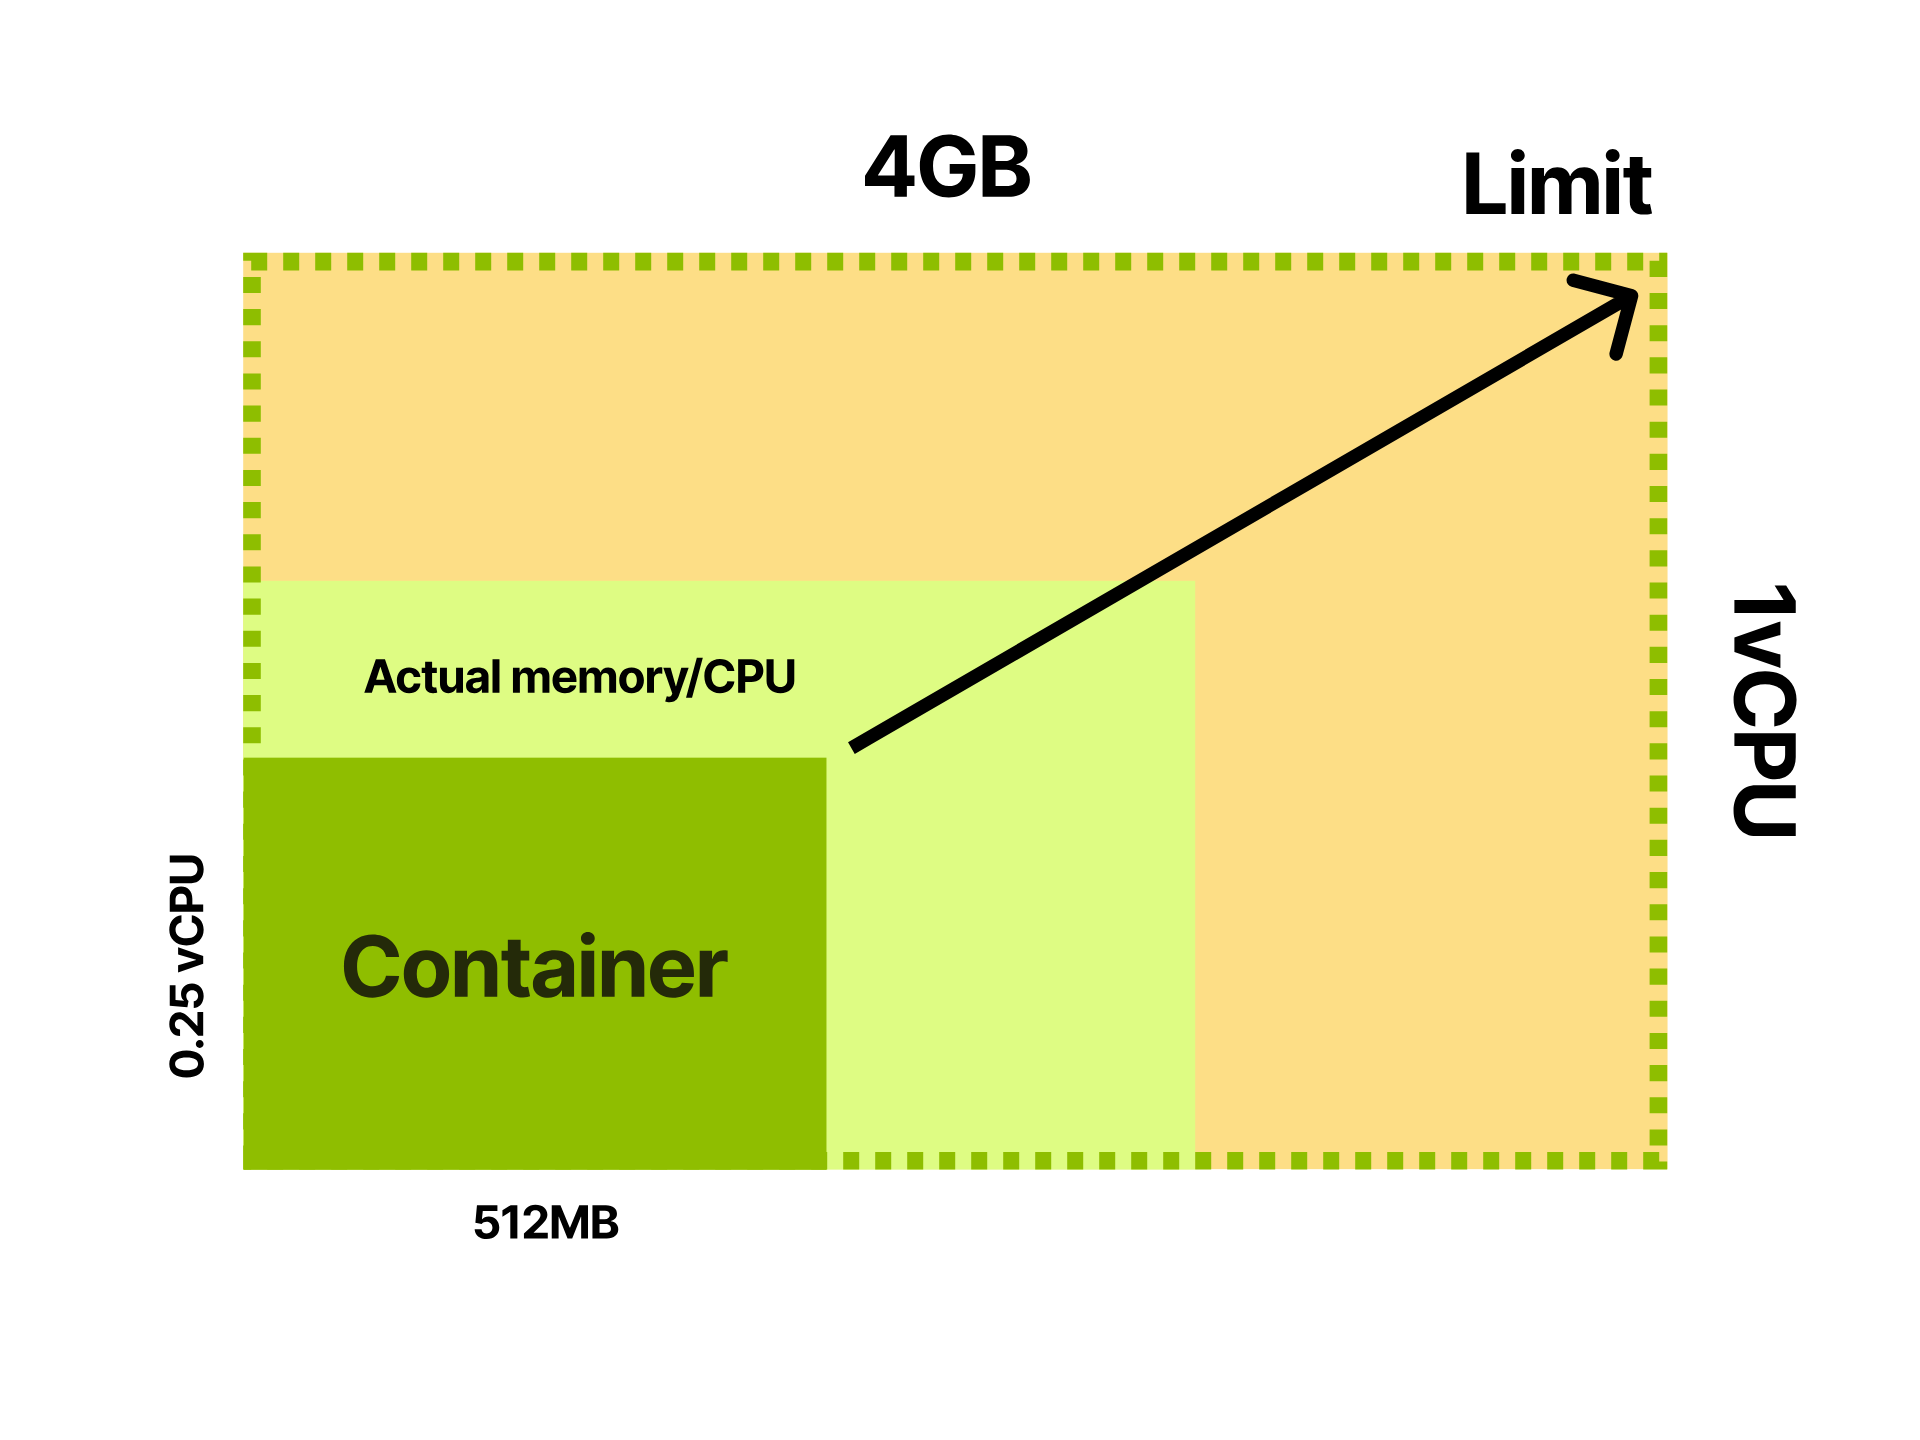 4GB
Limit
Actual memory/CPU
1vCPU
Container
0.25 vCPU
512MB